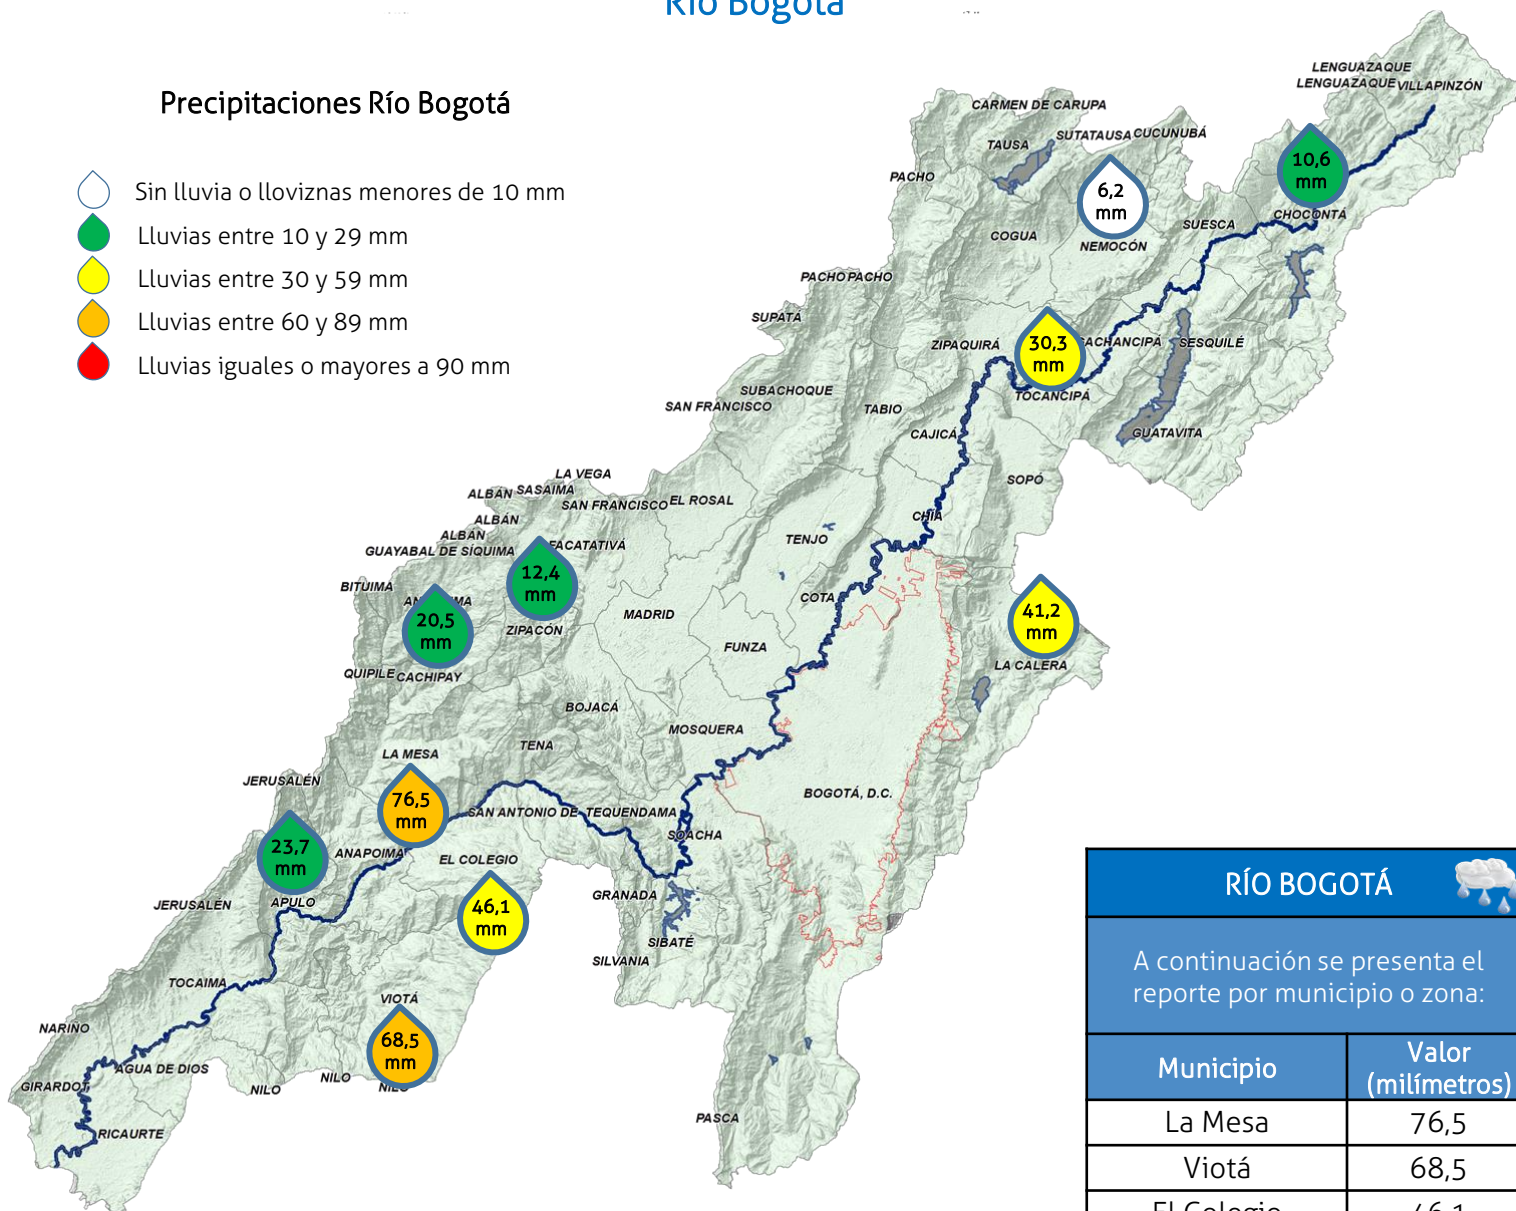 Río Bogotá
Precipitaciones Río Bogotá
Sin lluvia o lloviznas menores de 10 mm
Lluvias entre 10 y 29 mm
Lluvias entre 30 y 59 mm
Lluvias entre 60 y 89 mm
Lluvias iguales o mayores a 90 mm
LENGUAZAQUE
LENGUAZAQUE VILLAPINZÓN
CARMEN DE CARUPA
SUTATAUSA CUCUNUBÁ
TAUSA
PACHO
10,6
mm
6,2
mm
CHOCONTÁ
SUESCA
COGUA
NEMOCÓN
PACHO PACHO
SUPATÁ
ZIPAQUIRÁ
30,3
mm
GACHANCIPÁ
SESQUILÉ
TOCANCIPÁ
SUBACHOQUE
SAN FRANCISCO
TABIO
CAJICÁ
GUATAVITA
LA VEGA
SOPÓ
ALBÁN SASAIMA
SAN FRANCISCO EL ROSAL
ALBÁN
CHÍA
ALBÁN
TENJO
GUAYABAL DE SÍQUIMA
FACATATIVÁ
12,4
mm
BITUIMA
COTA
20,5
mm
MADRID
41,2
mm
ZIPACÓN
FUNZA
LA CALERA
QUIPILE CACHIPAY
BOJACÁ
MOSQUERA
TENA
LA MESA
JERUSALÉN
76,5
mm
BOGOTÁ, D.C.
SAN ANTONIO DE TEQUENDAMA
SOACHA
23,7
mm
ANAPOIMA
EL COLEGIO
GRANADA
JERUSALÉN
APULO
46,1
mm
SIBATÉ
SILVANIA
TOCAIMA
VIOTÁ
NARIÑO
68,5
mm
AGUA DE DIOS
GIRARDOT
NILO
NILO
NILO
PASCA
RICAURTE
RÍO BOGOTÁ
A continuación se presenta el
reporte por municipio o zona:
Municipio
Valor
(milímetros)
La Mesa 76,5
Viotá 68,5
El Colegio 46,1